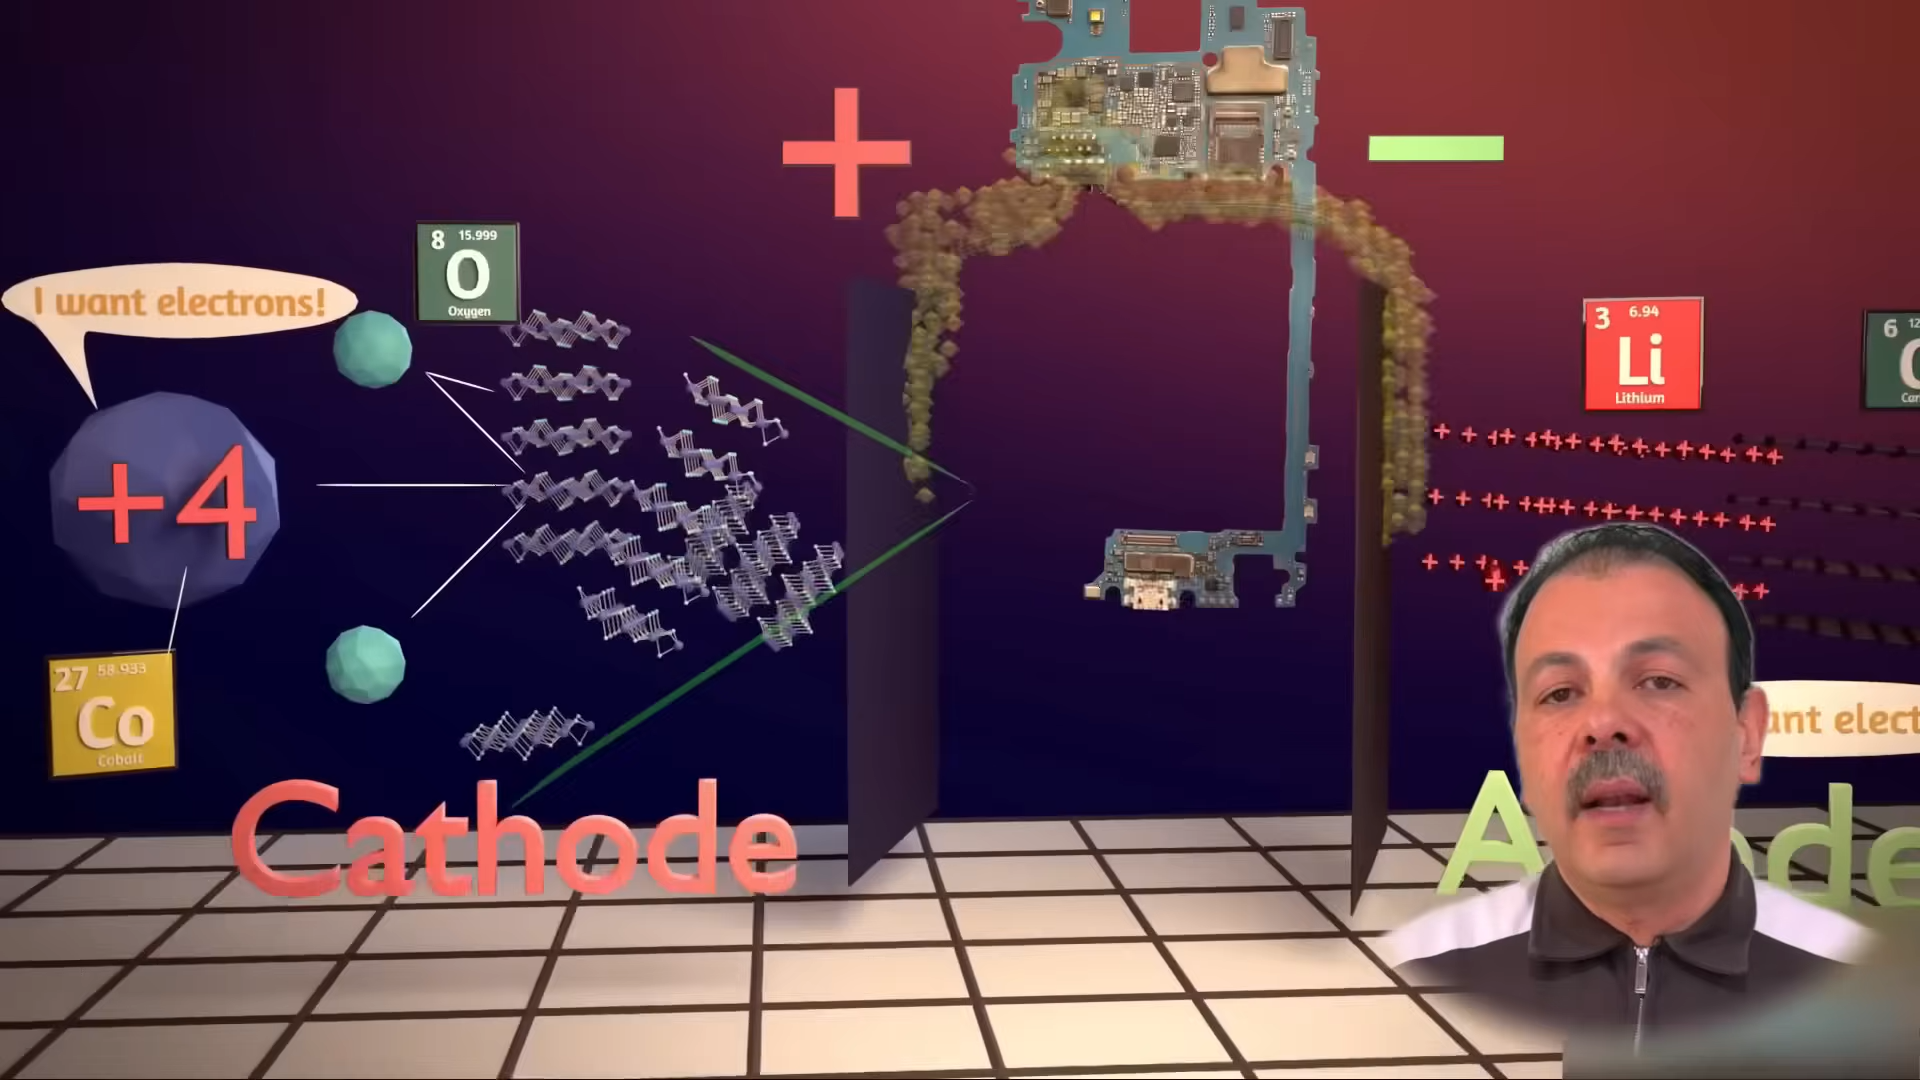 I want electrons!
8 15.999
O
Oxygen
+4
27 58.933
Co
Cobalt
Cathode
+
−
3 6.94
Li
Lithium
6
Anode